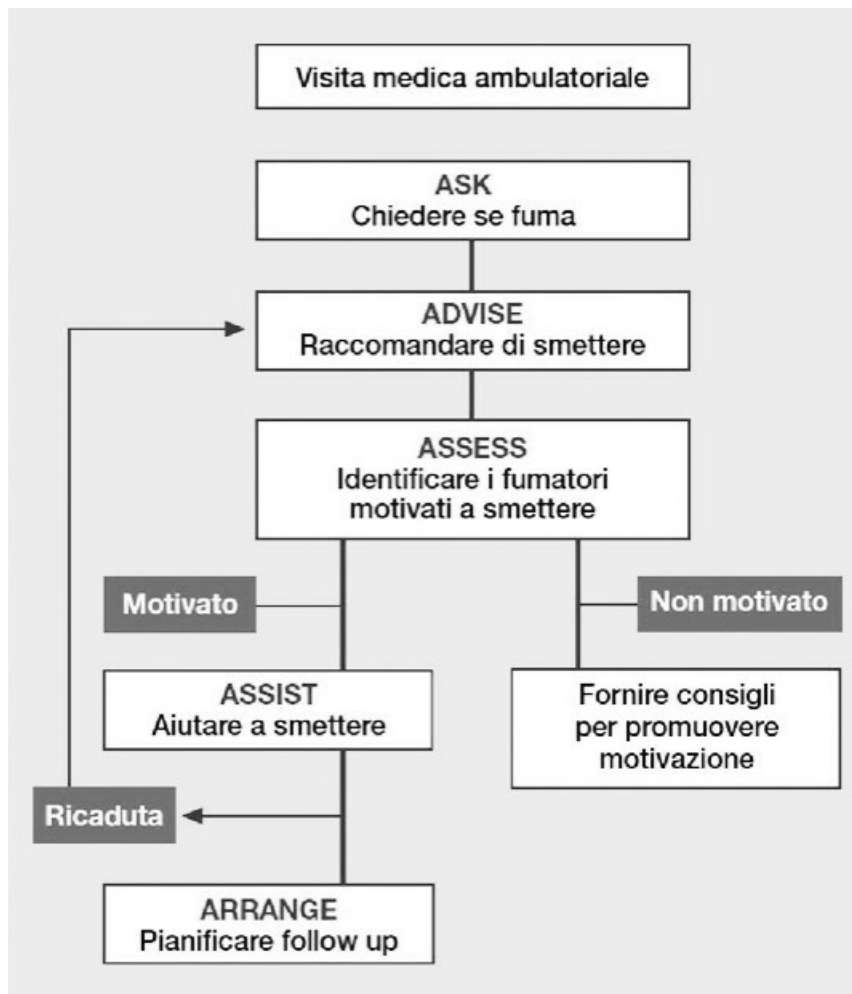 Visita medica ambulatoriale
ASK
Chiedere se fuma
ADVISE
Raccomandare di smettere
ASSESS
Identificare i fumatori
motivati a smettere
Motivato
Non motivato
ASSIST
Aiutare a smettere
Fornire consigli
per promuovere
motivazione
Ricaduta
ARRANGE
Pianificare follow up